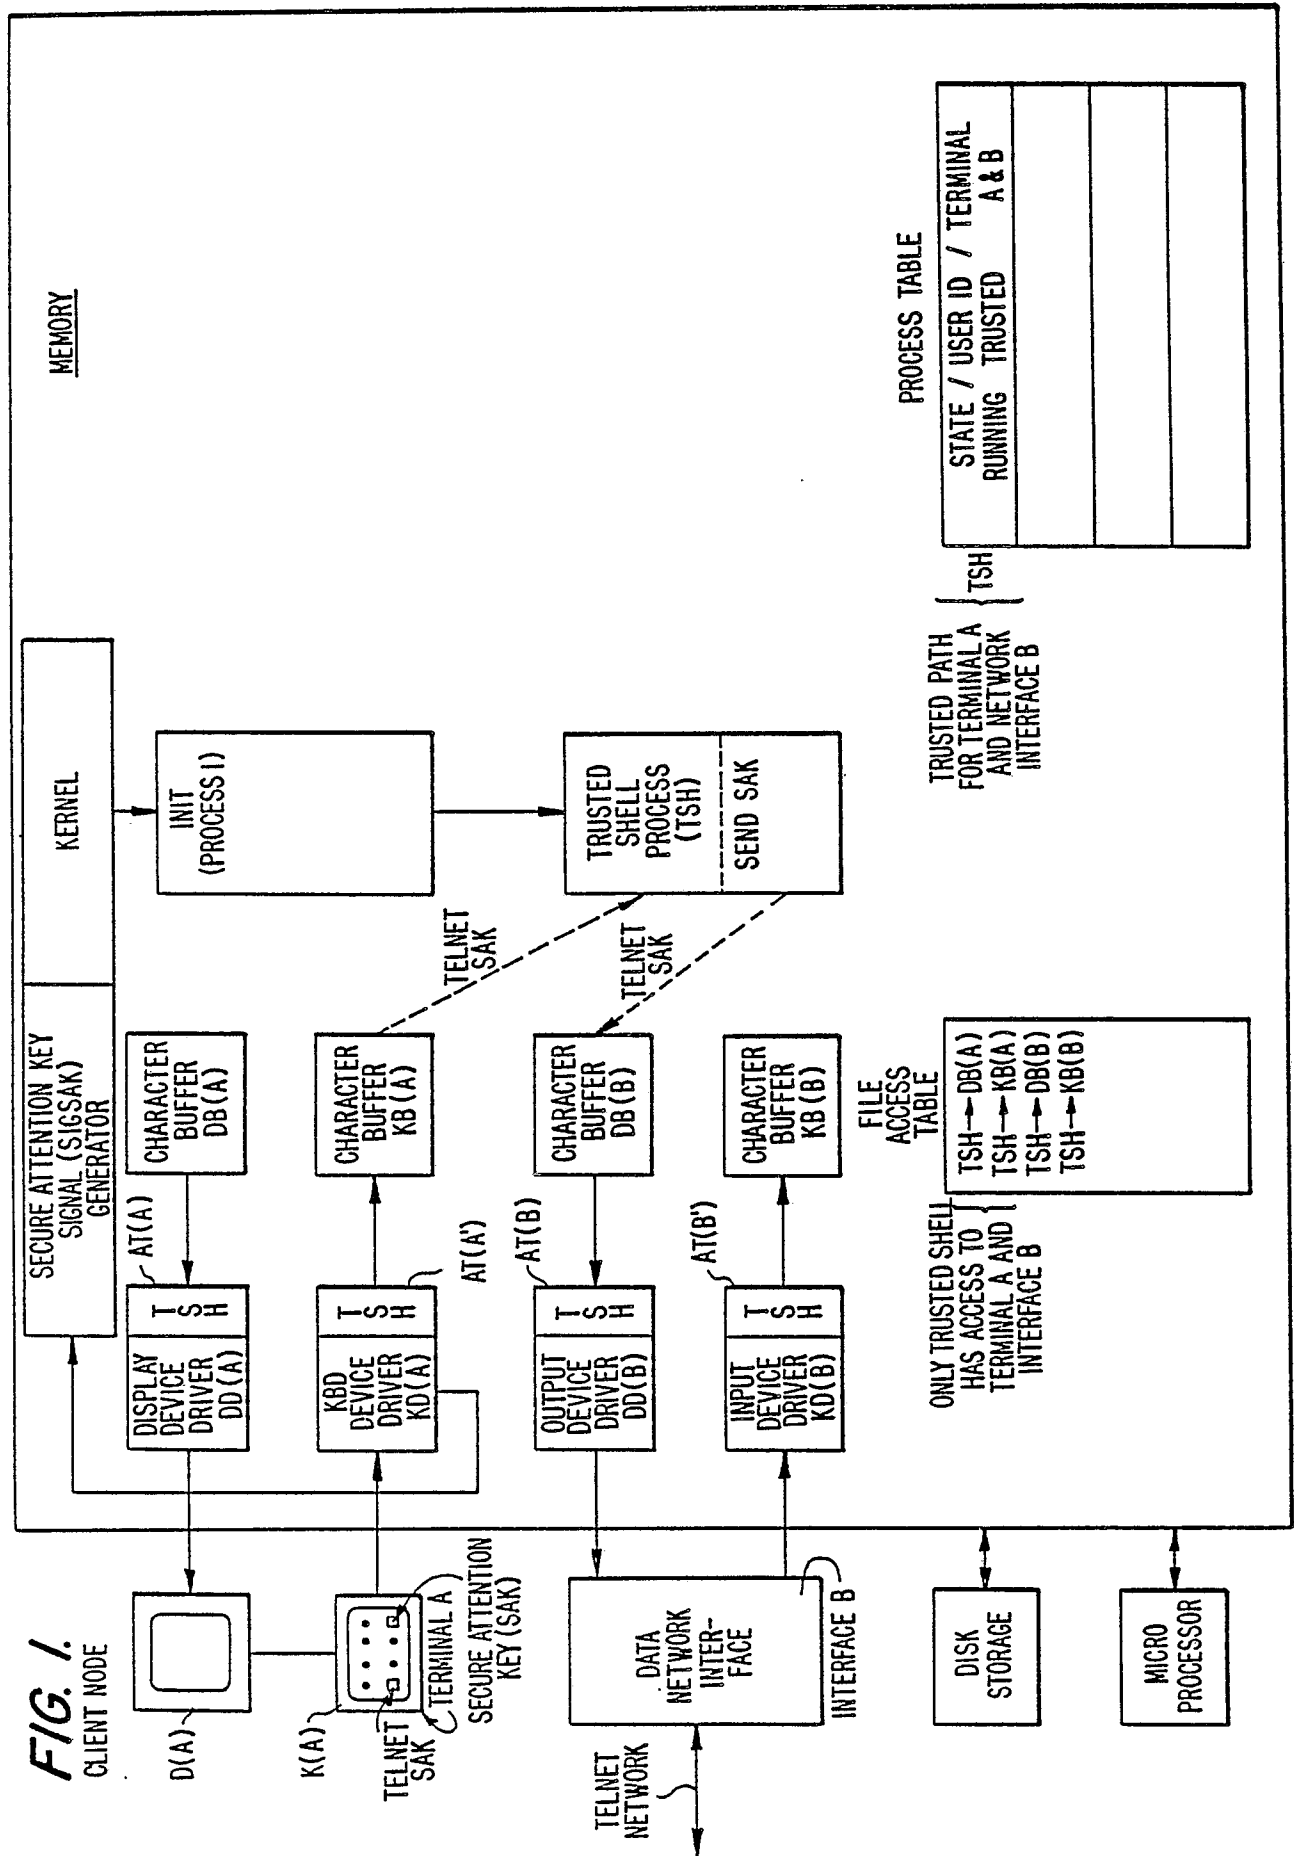 FIG. 1.
CLIENT NODE
MEMORY
D(A)
K(A)
TELNET
SAK
TERMINAL A
SECURE ATTENTION
KEY (SAK)
TELNET
NETWORK
DATA
NETWORK
INTER-
FACE
INTERFACE B
DISK
STORAGE
MICRO
PROCESSOR
SECURE ATTENTION KEY
SIGNAL (SIGSAK)
GENERATOR
KERNEL
DISPLAY
DEVICE
DRIVER
DD(A)
TSH
AT(A)
CHARACTER
BUFFER
DB(A)
INIT
(PROCESS 1)
KBD
DEVICE
DRIVER
KD(A)
TSH
AT(A')
CHARACTER
BUFFER
KB(A)
TELNET
SAK
OUTPUT
DEVICE
DRIVER
DD(B)
TSH
AT(B)
CHARACTER
BUFFER
DB(B)
TELNET
SAK
TRUSTED
SHELL
PROCESS
(TSH)
SEND SAK
INPUT
DEVICE
DRIVER
KD(B)
TSH
AT(B')
CHARACTER
BUFFER
KB(B)
ONLY TRUSTED SHELL
HAS ACCESS TO
TERMINAL A AND
INTERFACE B
FILE
ACCESS
TABLE
TSH→DB(A)
TSH→KB(A)
TSH→DB(B)
TSH→KB(B)
TRUSTED PATH
FOR TERMINAL A
AND NETWORK
INTERFACE B
TSH
PROCESS TABLE
STATE / USER ID / TERMINAL
RUNNING TRUSTED A & B